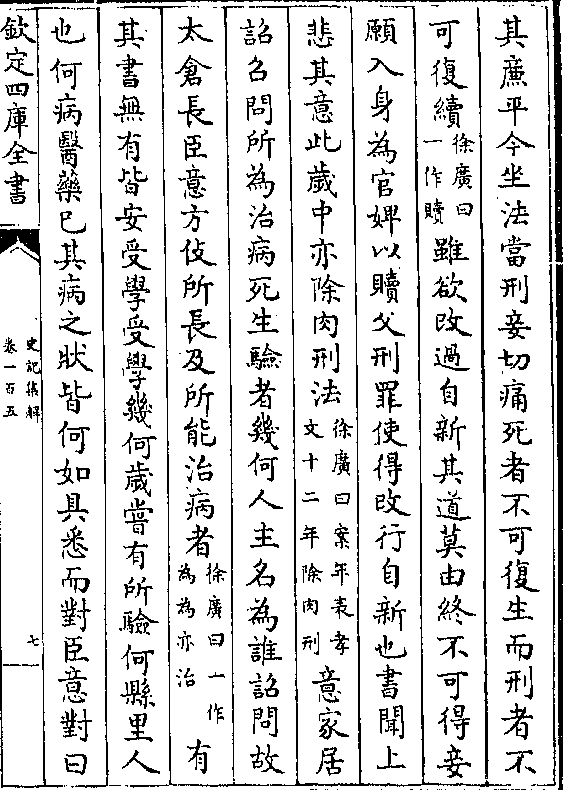 其廉平今坐法當刑妾切痛死者不可復生而刑者不
可復續徐廣曰一作贖雖欲改過自新其道莫由終不可得妾
願入身為官婢以贖父刑罪使得改行自新也書聞上
悲其意此歲中亦除肉刑法徐廣曰案年表孝文十二年除肉刑意家居
詔召問所為治病死生驗者幾何人主名為誰詔問故
太倉長臣意方伎所長及所能治病者徐廣曰一作為為亦治有
其書無有皆安受學受學幾何歲嘗有所驗何縣里人
也何病醫藥已其病之狀皆何如具悉而對臣意對曰
欽定四庫全書
史記集解
卷一百五
七